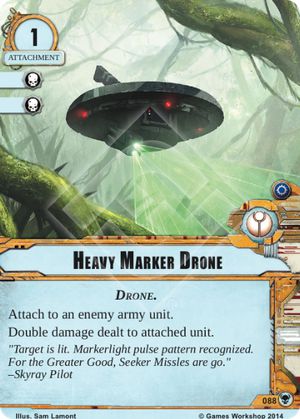 1
ATTACHMENT
HEAVY MARKER DRONE
DRONE.
Attach to an enemy army unit.
Double damage dealt to attached unit.
"Target is lit. Markerlight pulse pattern recognized.
For the Greater Good, Seeker Missles are go."
–Skyray Pilot
088
Illus. Sam Lamont
© Games Workshop 2014